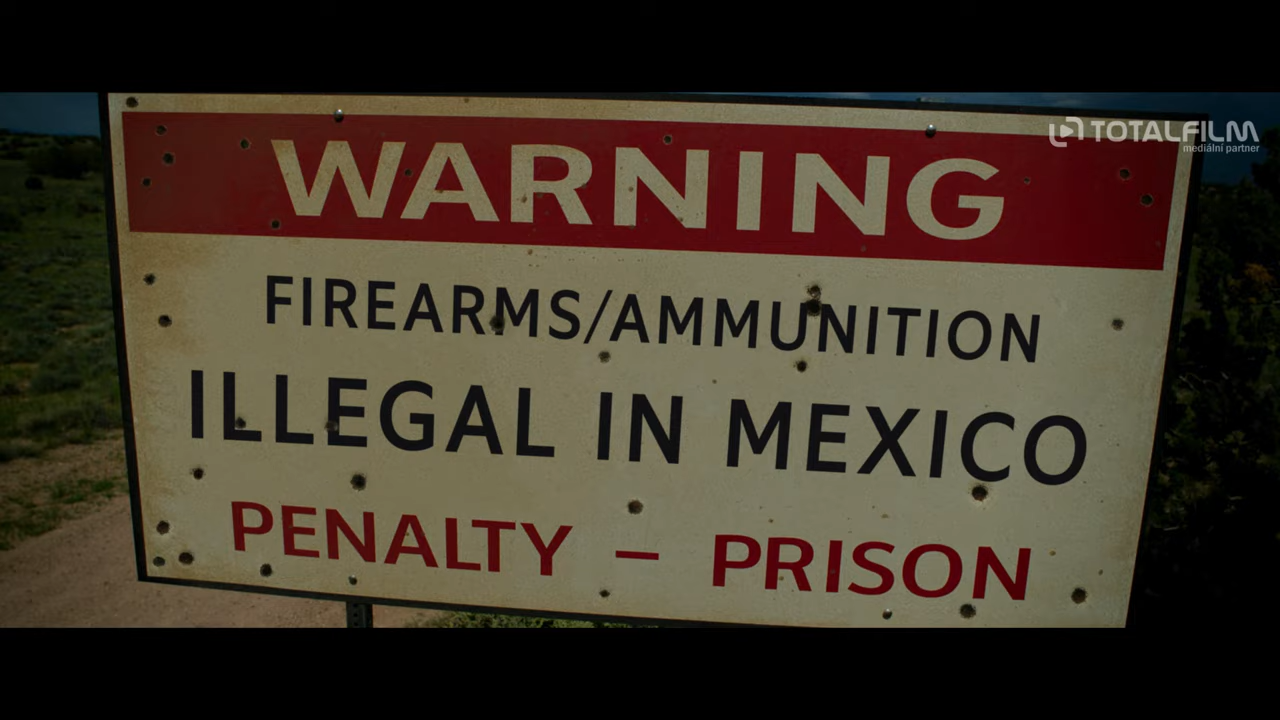 TOTALFILM
mediální partner
WARNING
FIREARMS/AMMUNITION
ILLEGAL IN MEXICO
PENALTY – PRISON